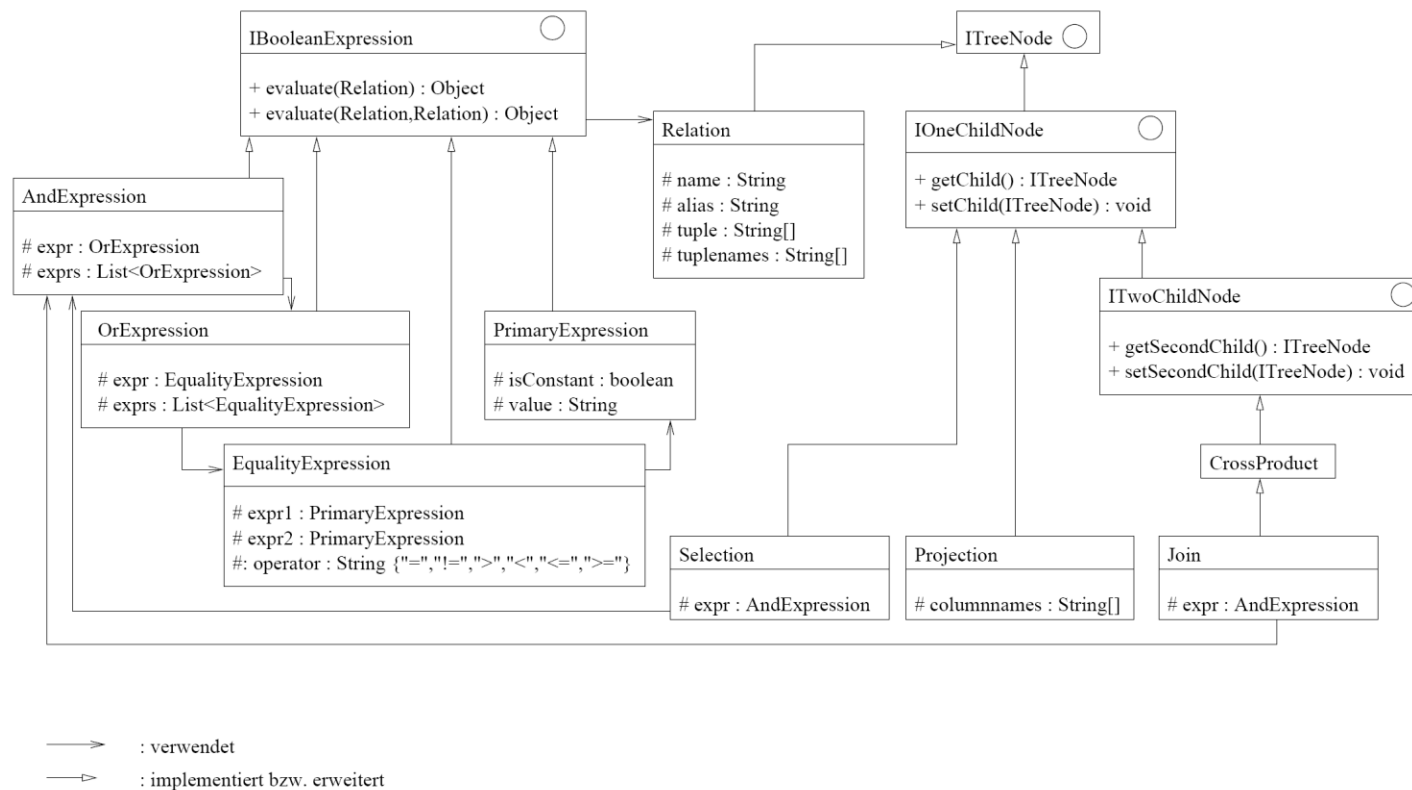 IBooleanExpression
+ evaluate(Relation) : Object
+ evaluate(Relation,Relation) : Object
ITreeNode
Relation
# name : String
# alias : String
# tuple : String[]
# tuplenames : String[]
IOneChildNode
+ getChild() : ITreeNode
+ setChild(ITreeNode) : void
AndExpression
# expr : OrExpression
# exprs : List<OrExpression>
ITwoChildNode
+ getSecondChild() : ITreeNode
+ setSecondChild(ITreeNode) : void
OrExpression
# expr : EqualityExpression
# exprs : List<EqualityExpression>
PrimaryExpression
# isConstant : boolean
# value : String
EqualityExpression
# expr1 : PrimaryExpression
# expr2 : PrimaryExpression
#: operator : String {"=","!=",">","<","<=",">="}
CrossProduct
Selection
# expr : AndExpression
Projection
# columnnames : String[]
Join
# expr : AndExpression
: verwendet
: implementiert bzw. erweitert